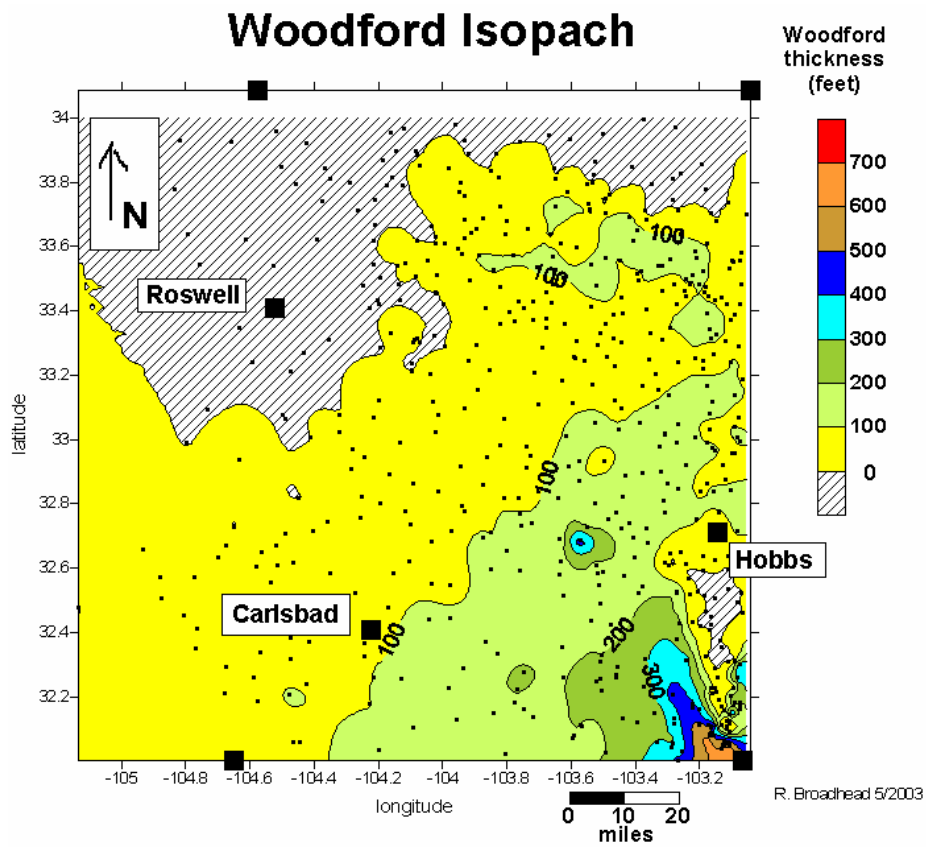 Woodford Isopach
Woodford
thickness
(feet)
700
600
500
400
300
200
100
0
34
33.8
33.6
33.4
33.2
33
32.8
32.6
32.4
32.2
latitude
N
Roswell
Carlsbad
Hobbs
100
100
100
100
200
300
-105
-104.8
-104.6
-104.4
-104.2
-104
-103.8
-103.6
-103.4
-103.2
longitude
0 10 20
miles
R. Broadhead 5/2003